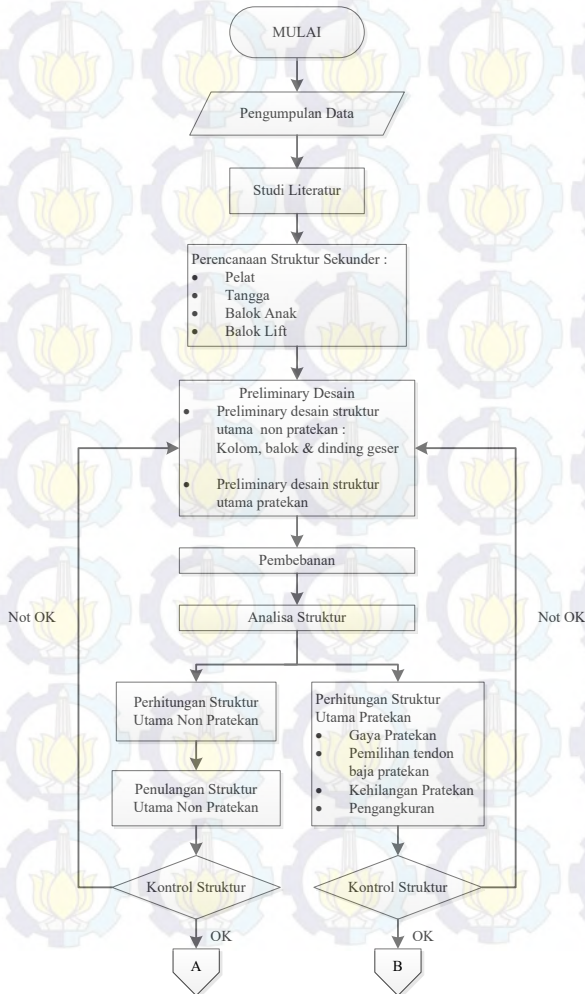 MULAI
Pengumpulan Data
Studi Literatur
Perencanaan Struktur Sekunder :
• Pelat
• Tangga
• Balok Anak
• Balok Lift
Preliminary Desain
• Preliminary desain struktur
utama non pratekan :
Kolom, balok & dinding geser
• Preliminary desain struktur
utama pratekan
Pembebanan
Analisa Struktur
Not OK
Not OK
Perhitungan Struktur
Utama Non Pratekan
Penulangan Struktur
Utama Non Pratekan
Kontrol Struktur
OK
A
Perhitungan Struktur
Utama Pratekan
• Gaya Pratekan
• Pemilihan tendon
baja pratekan
• Kehilangan Pratekan
• Pengangkuran
Kontrol Struktur
OK
B